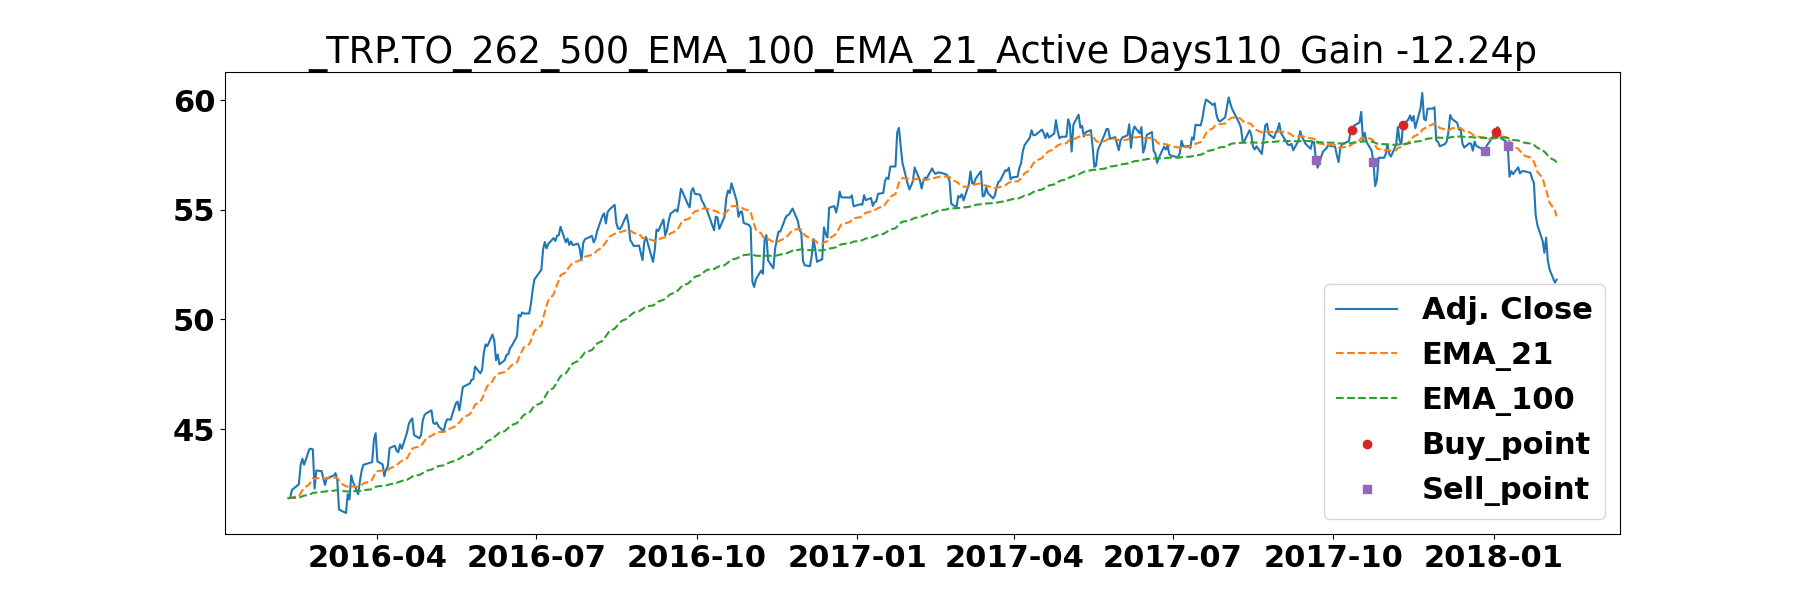 _TRP.TO_262_500_EMA_100_EMA_21_Active Days110_Gain -12.24p
60
55
50
45
2016-04 2016-07 2016-10 2017-01 2017-04 2017-07 2017-10 2018-01
Adj. Close
EMA_21
EMA_100
Buy_point
Sell_point